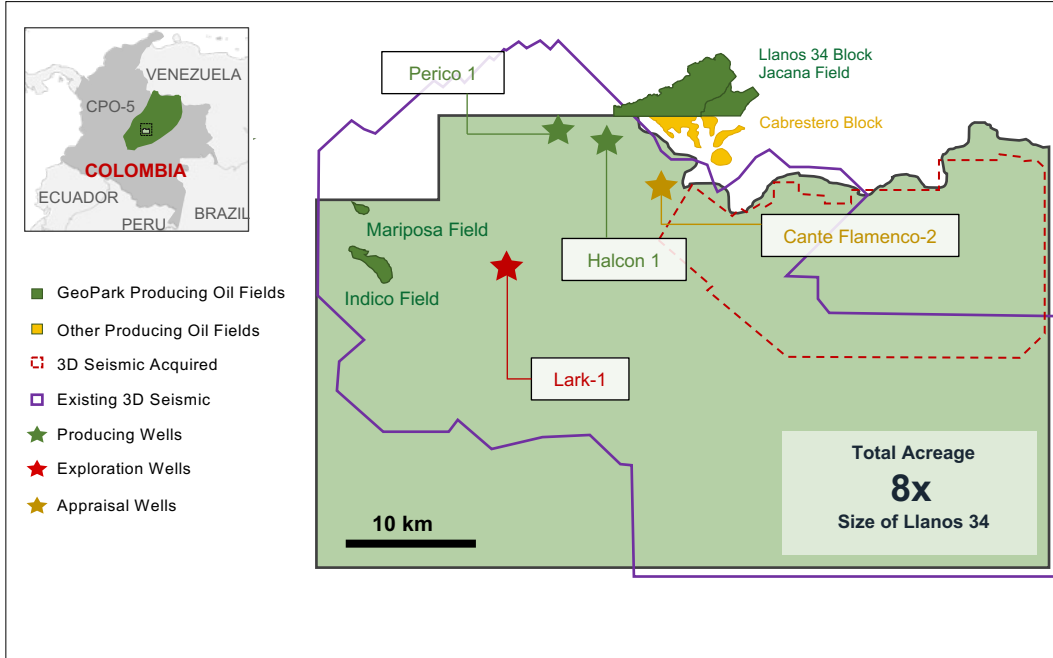 VENEZUELA
CPO-5
COLOMBIA
ECUADOR
PERU
BRAZIL
GeoPark Producing Oil Fields
Other Producing Oil Fields
3D Seismic Acquired
Existing 3D Seismic
Producing Wells
Exploration Wells
Appraisal Wells
Perico 1
Llanos 34 Block
Jacana Field
Cabrestero Block
Mariposa Field
Indico Field
Halcon 1
Cante Flamenco-2
Lark-1
10 km
Total Acreage
8x
Size of Llanos 34